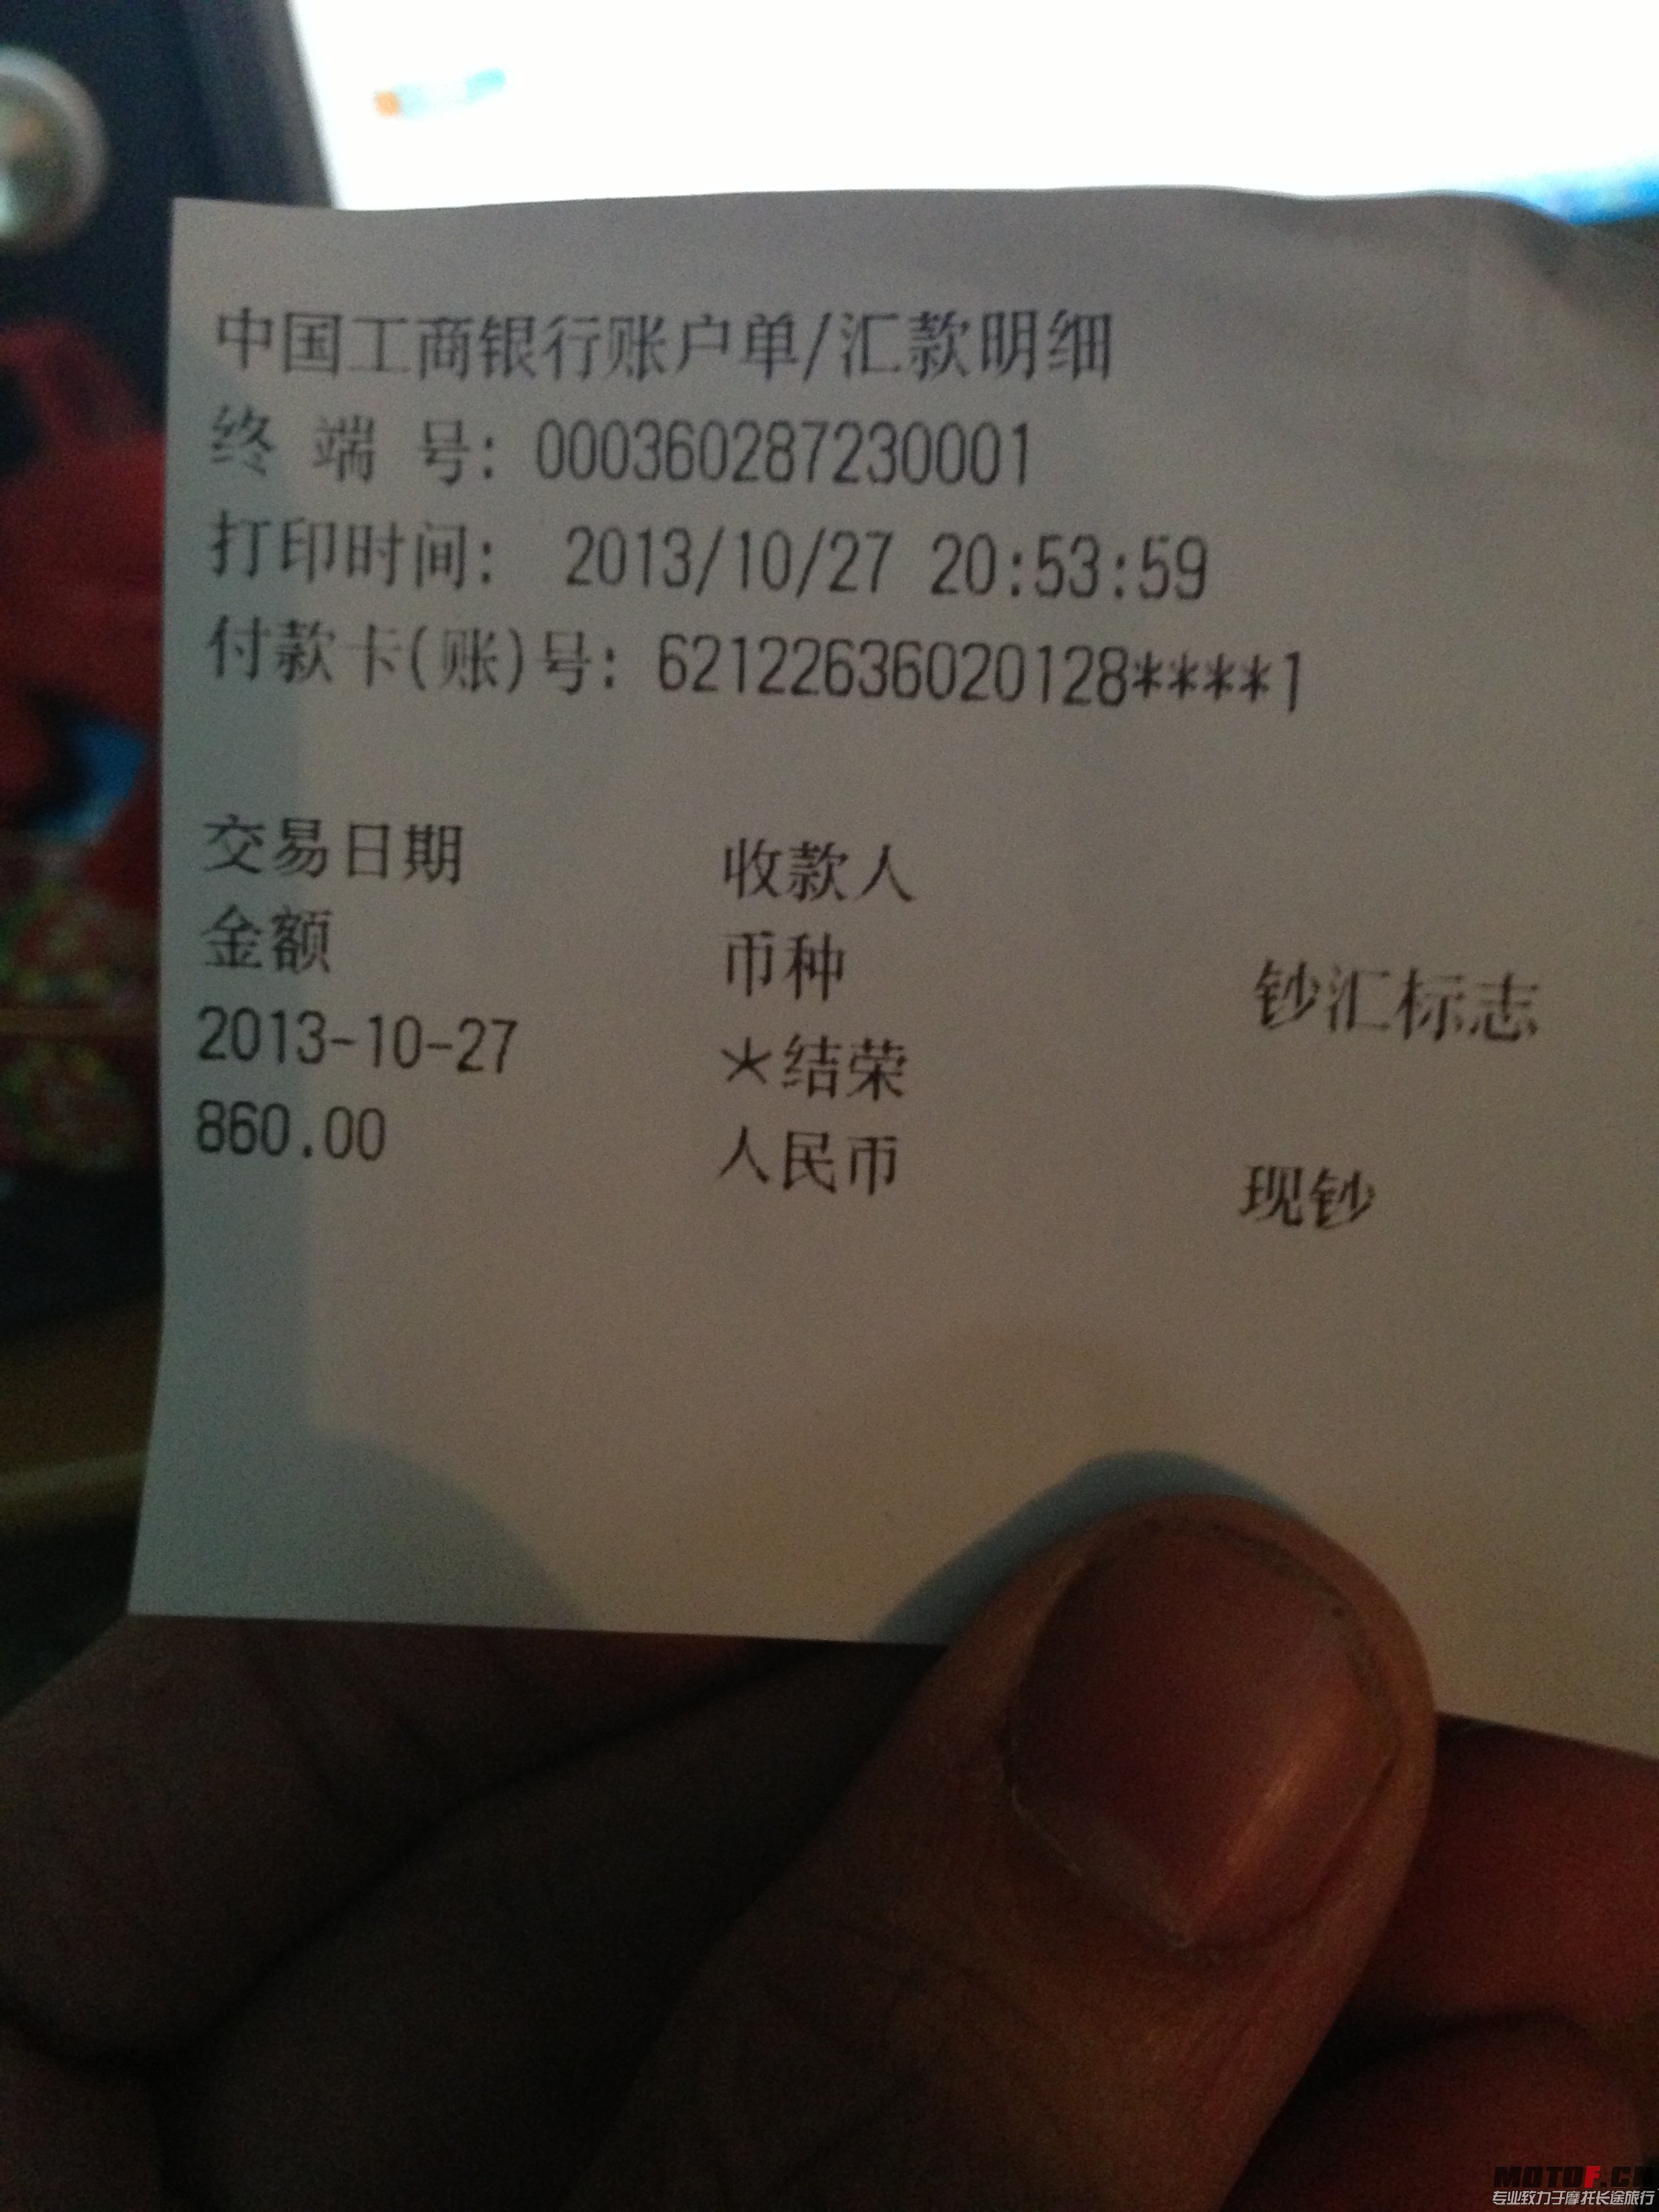 中国工商银行账户单/汇款明细
终 端 号: 000360287230001
打印时间: 2013/10/27 20:53:59
付款卡(账)号: 62122636020128****1
交易日期 收款人
金额 币种 钞汇标志
2013-10-27 *结荣
860.00 人民币 现钞
MOTOF.CN
专业致力于摩托长途旅行